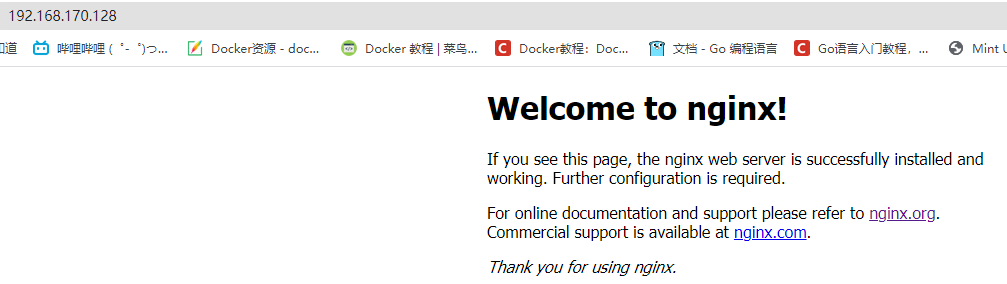 192.168.170.128
知道 哔哩哔哩 (゜-゜)つ... Docker资源 - doc... Docker 教程 | 菜鸟... Docker教程：Doc... 文档 - Go 编程语言 Go语言入门教程，... Mint U
Welcome to nginx!
If you see this page, the nginx web server is successfully installed and
working. Further configuration is required.
For online documentation and support please refer to nginx.org.
Commercial support is available at nginx.com.
Thank you for using nginx.